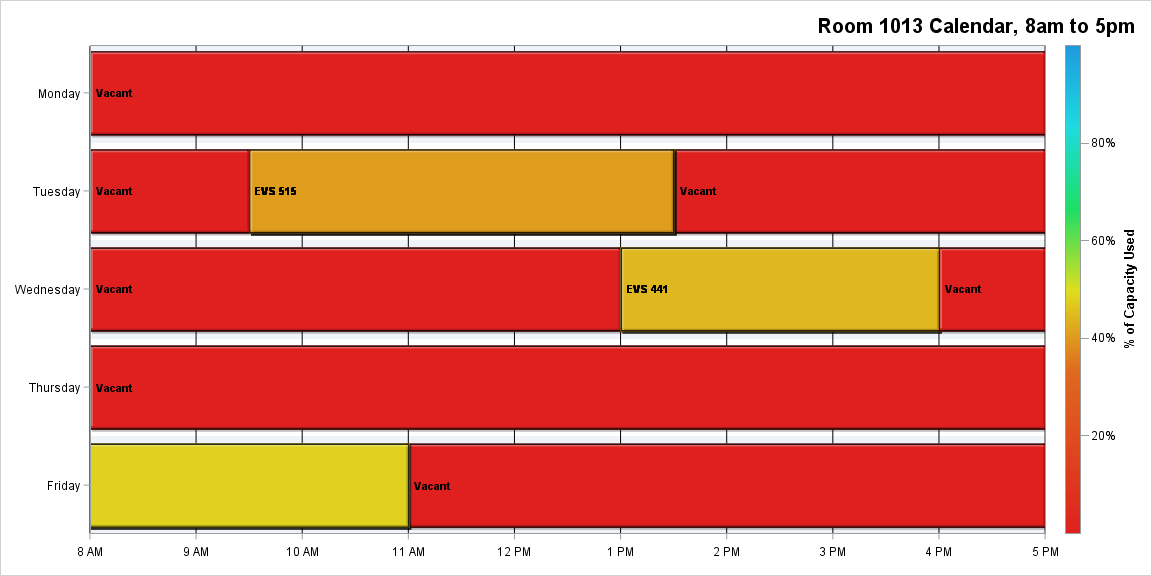 Room 1013 Calendar, 8am to 5pm
Monday
Vacant
Tuesday
Vacant
EVS 515
Vacant
Wednesday
Vacant
EVS 441
Vacant
Thursday
Vacant
Friday
Vacant
8 AM
9 AM
10 AM
11 AM
12 PM
1 PM
2 PM
3 PM
4 PM
5 PM
80%
60%
40%
20%
% of Capacity Used